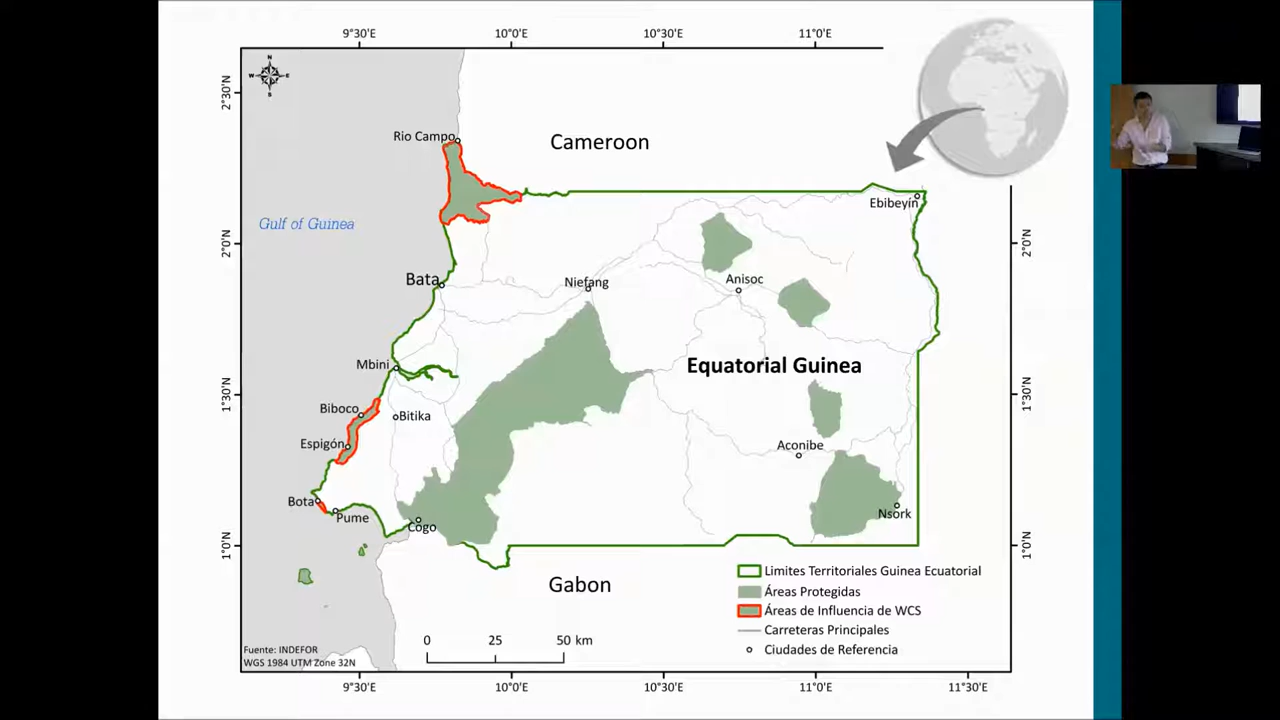 9°30'E 10°0'E 10°30'E 11°0'E
N
W E
S
2°30'N
Rio Campo
Cameroon
Ebibeyín
Gulf of Guinea
2°0'N 2°0'N
Bata
Niefang
Anisoc
Mbini
Equatorial Guinea
1°30'N 1°30'N
Biboco
Bitika
Espigón
Aconibe
Bota
Pume
Nsork
Cogo
1°0'N 1°0'N
Gabon
Limites Territoriales Guinea Ecuatorial
Áreas Protegidas
Áreas de Influencia de WCS
Carreteras Principales
Ciudades de Referencia
0 25 50 km
Fuente: INDEFOR
WGS 1984 UTM Zone 32N
9°30'E 10°0'E 10°30'E 11°0'E 11°30'E